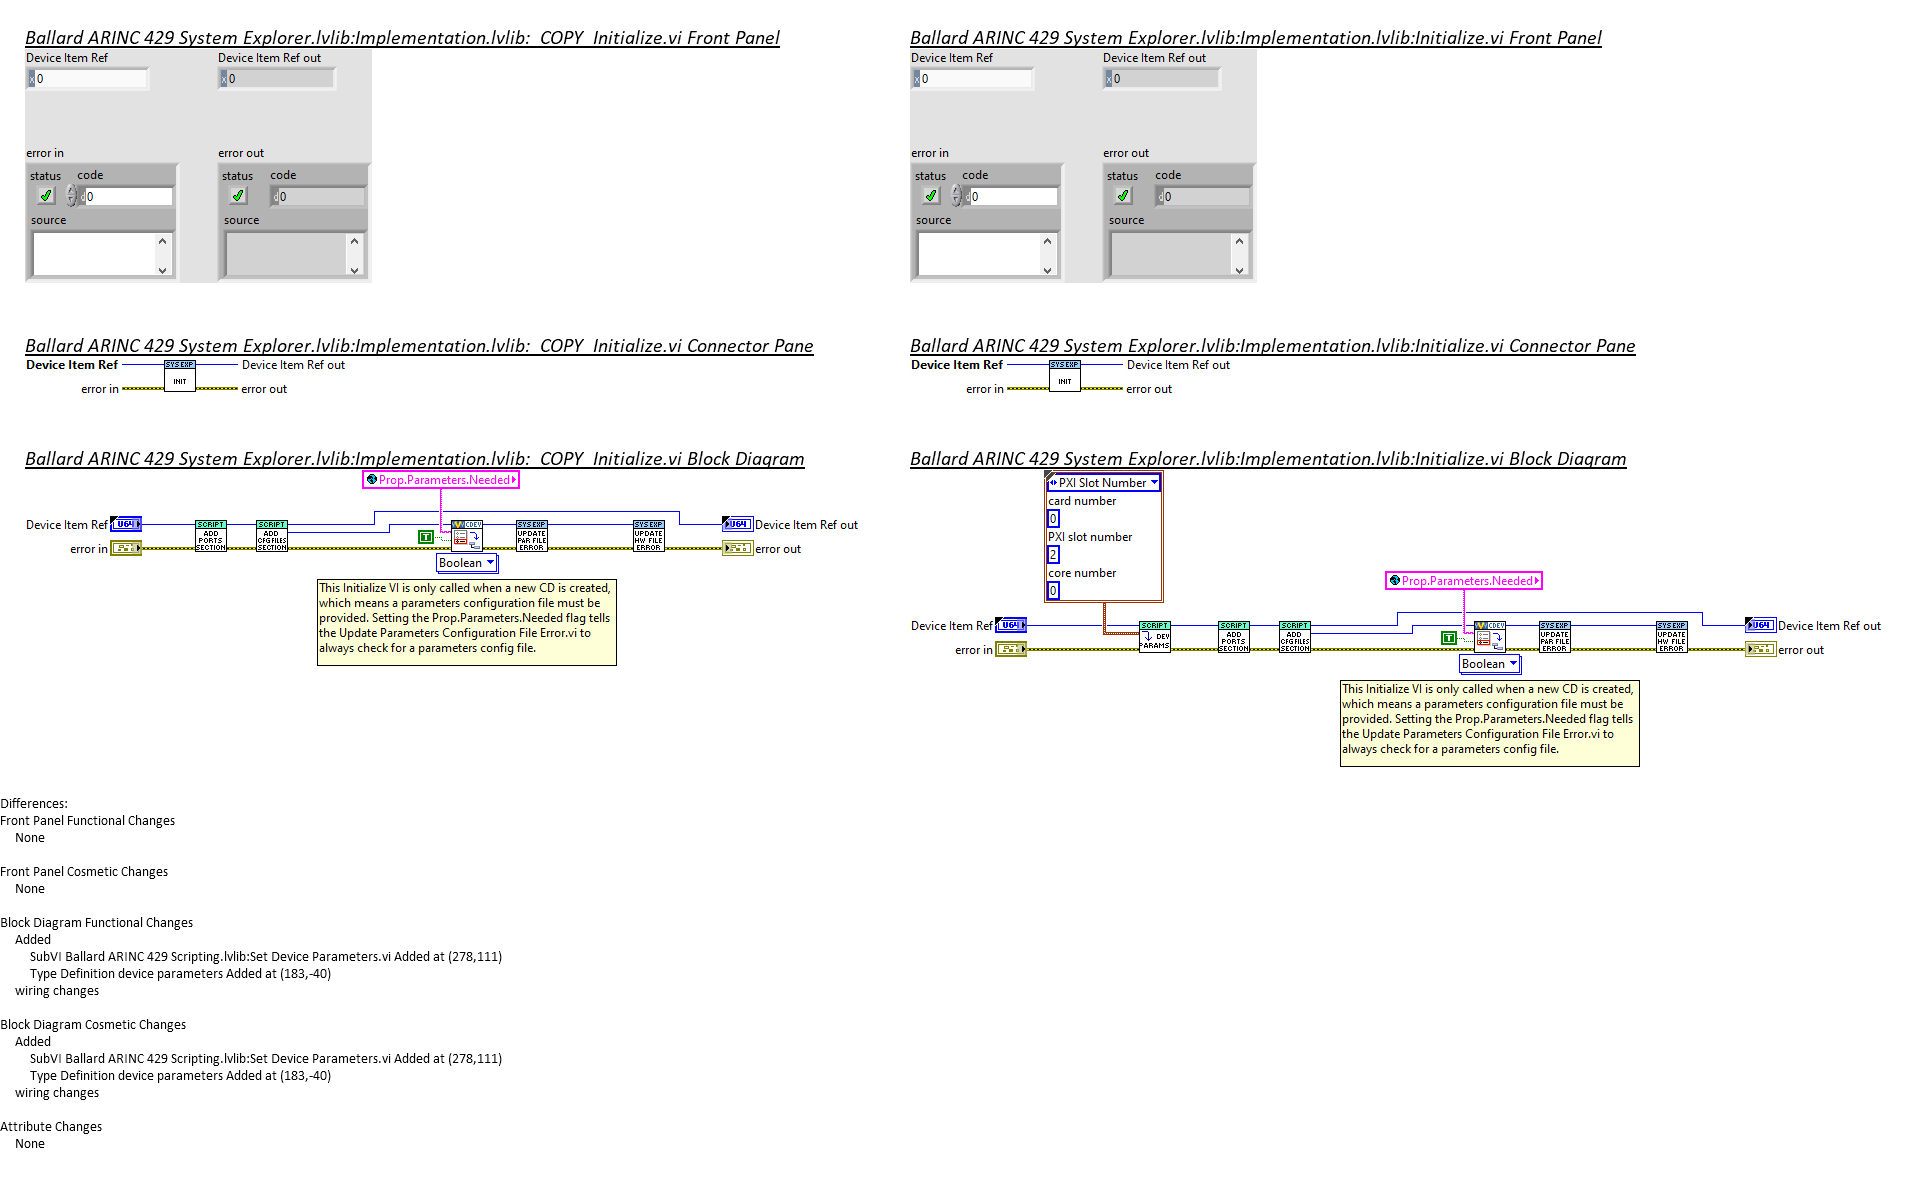 Ballard ARINC 429 System Explorer.lvlib:Implementation.lvlib:  COPY  Initialize.vi Front Panel
Device Item Ref
Device Item Ref out
x 0
x 0
error in
error out
status
code
status
code
d 0
d 0
source
source
Ballard ARINC 429 System Explorer.lvlib:Implementation.lvlib:Initialize.vi Front Panel
Device Item Ref
Device Item Ref out
x 0
x 0
error in
error out
status
code
status
code
d 0
d 0
source
source
Ballard ARINC 429 System Explorer.lvlib:Implementation.lvlib:  COPY  Initialize.vi Connector Pane
Device Item Ref
SYS EXP
INIT
Device Item Ref out
error in
error out
Ballard ARINC 429 System Explorer.lvlib:Implementation.lvlib:Initialize.vi Connector Pane
Device Item Ref
SYS EXP
INIT
Device Item Ref out
error in
error out
Ballard ARINC 429 System Explorer.lvlib:Implementation.lvlib:  COPY  Initialize.vi Block Diagram
Prop.Parameters.Needed
Device Item Ref
U64
SCRIPT
ADD
PORTS
SECTION
SCRIPT
ADD
CFG FILES
SECTION
T
CDEV
Boolean
SYS EXP
UPDATE
PAR FILE
ERROR
SYS EXP
UPDATE
HW FILE
ERROR
U64
Device Item Ref out
error in
error out
This Initialize VI is only called when a new CD is created,
which means a parameters configuration file must be
provided. Setting the Prop.Parameters.Needed flag tells
the Update Parameters Configuration File Error.vi to
always check for a parameters config file.
Ballard ARINC 429 System Explorer.lvlib:Implementation.lvlib:Initialize.vi Block Diagram
PXI Slot Number
card number
0
PXI slot number
2
core number
0
Prop.Parameters.Needed
Device Item Ref
U64
SCRIPT
DEV
PARAMS
SCRIPT
ADD
PORTS
SECTION
SCRIPT
ADD
CFG FILES
SECTION
T
CDEV
Boolean
SYS EXP
UPDATE
PAR FILE
ERROR
SYS EXP
UPDATE
HW FILE
ERROR
U64
Device Item Ref out
error in
error out
This Initialize VI is only called when a new CD is created,
which means a parameters configuration file must be
provided. Setting the Prop.Parameters.Needed flag tells
the Update Parameters Configuration File Error.vi to
always check for a parameters config file.
Differences:
Front Panel Functional Changes
None
Front Panel Cosmetic Changes
None
Block Diagram Functional Changes
Added
SubVI Ballard ARINC 429 Scripting.lvlib:Set Device Parameters.vi Added at (278,111)
Type Definition device parameters Added at (183,-40)
wiring changes
Block Diagram Cosmetic Changes
Added
SubVI Ballard ARINC 429 Scripting.lvlib:Set Device Parameters.vi Added at (278,111)
Type Definition device parameters Added at (183,-40)
wiring changes
Attribute Changes
None